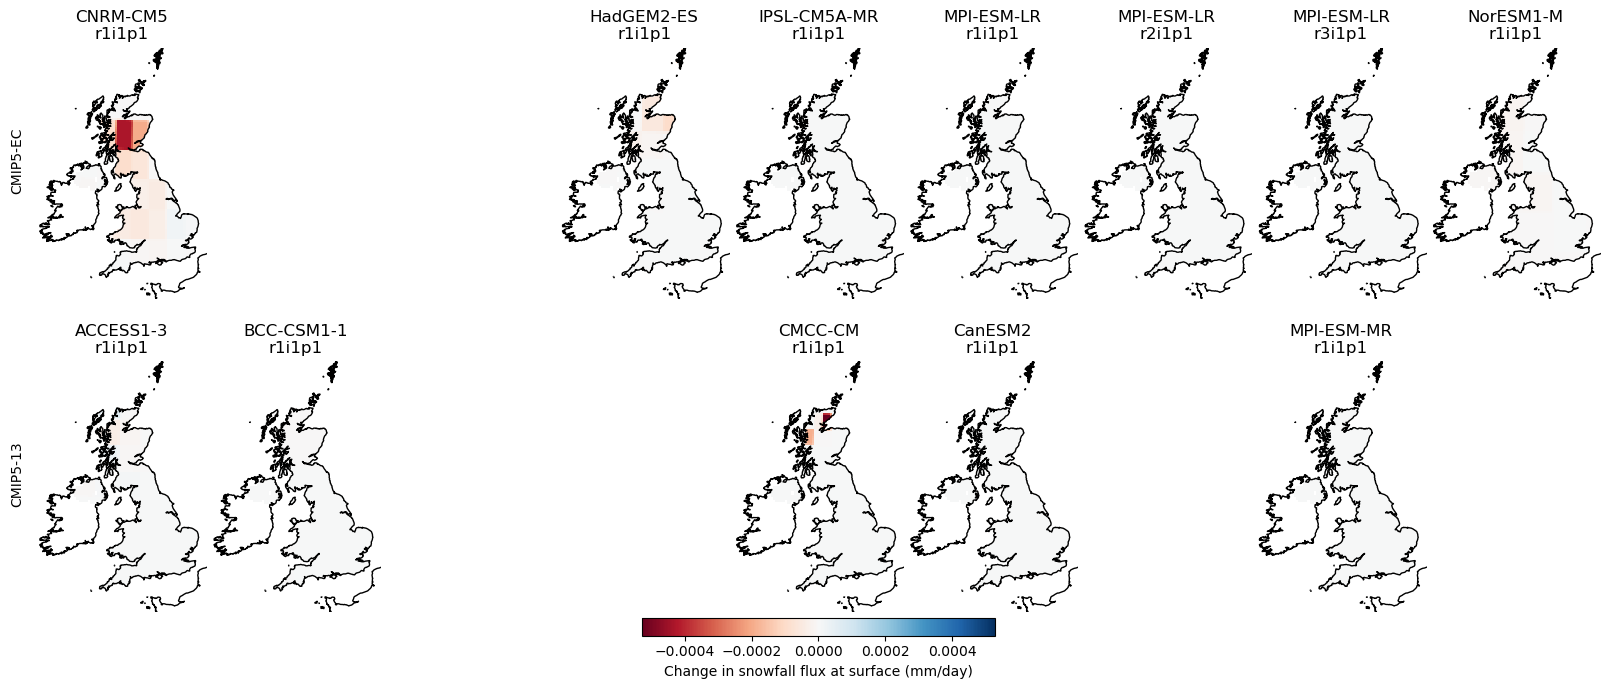 CNRM-CM5
r1i1p1
HadGEM2-ES
r1i1p1
IPSL-CM5A-MR
r1i1p1
MPI-ESM-LR
r1i1p1
MPI-ESM-LR
r2i1p1
MPI-ESM-LR
r3i1p1
NorESM1-M
r1i1p1
CMIP5-EC
ACCESS1-3
r1i1p1
BCC-CSM1-1
r1i1p1
CMCC-CM
r1i1p1
CanESM2
r1i1p1
MPI-ESM-MR
r1i1p1
CMIP5-13
−0.0004 −0.0002 0.0000 0.0002 0.0004
Change in snowfall flux at surface (mm/day)